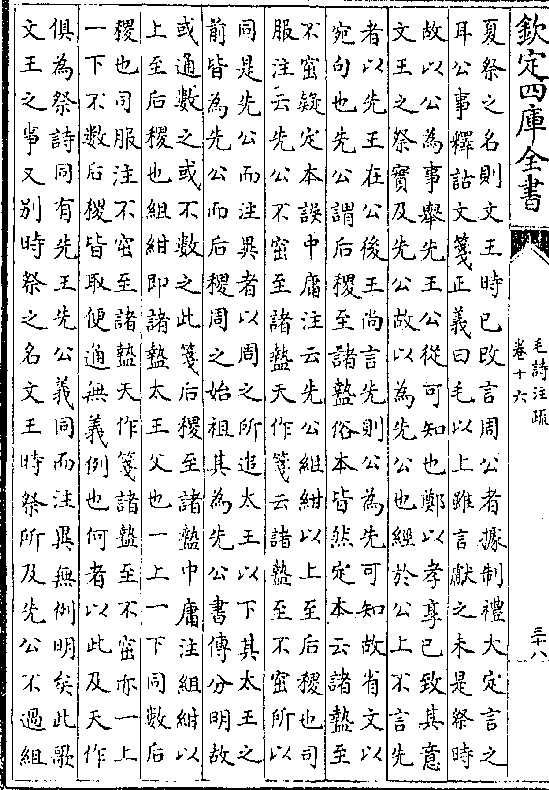 欽定四庫全書
毛詩注疏
卷十六
三十八
夏祭之名則文王時已改言周公者據制禮大定言之
耳公事釋詁文箋正義曰毛以上雖言獻之未是祭時
故以公為事舉先王公從可知也鄭以孝享已致其意
文王之祭實及先公故以為先公也經於公上不言先
者以先王在公後王尚言先則公為先可知故省文以
宛句也先公謂后稷至諸盩俗本皆然定本云諸盩至
不窋疑定本誤中庸注云先公組紺以上至后稷也司
服注云先公不窋至諸盩天作箋云諸盩至不窋所以
同是先公而注異者以周之所追太王以下其太王之
前皆為先公而后稷周之始祖其為先公書傳分明故
或通數之或不數之此箋后稷至諸盩中庸注組紺以
上至后稷也組紺即諸盩太王父也一上一下同數后
稷也司服注不窋至諸盩天作箋諸盩至不窋亦一上
一下不數后稷皆取便通無義例也何者以此及天作
俱為祭詩同有先王先公義同而注異無例明矣此歌
文王之事又別時祭之名文王時祭所及先公不過組